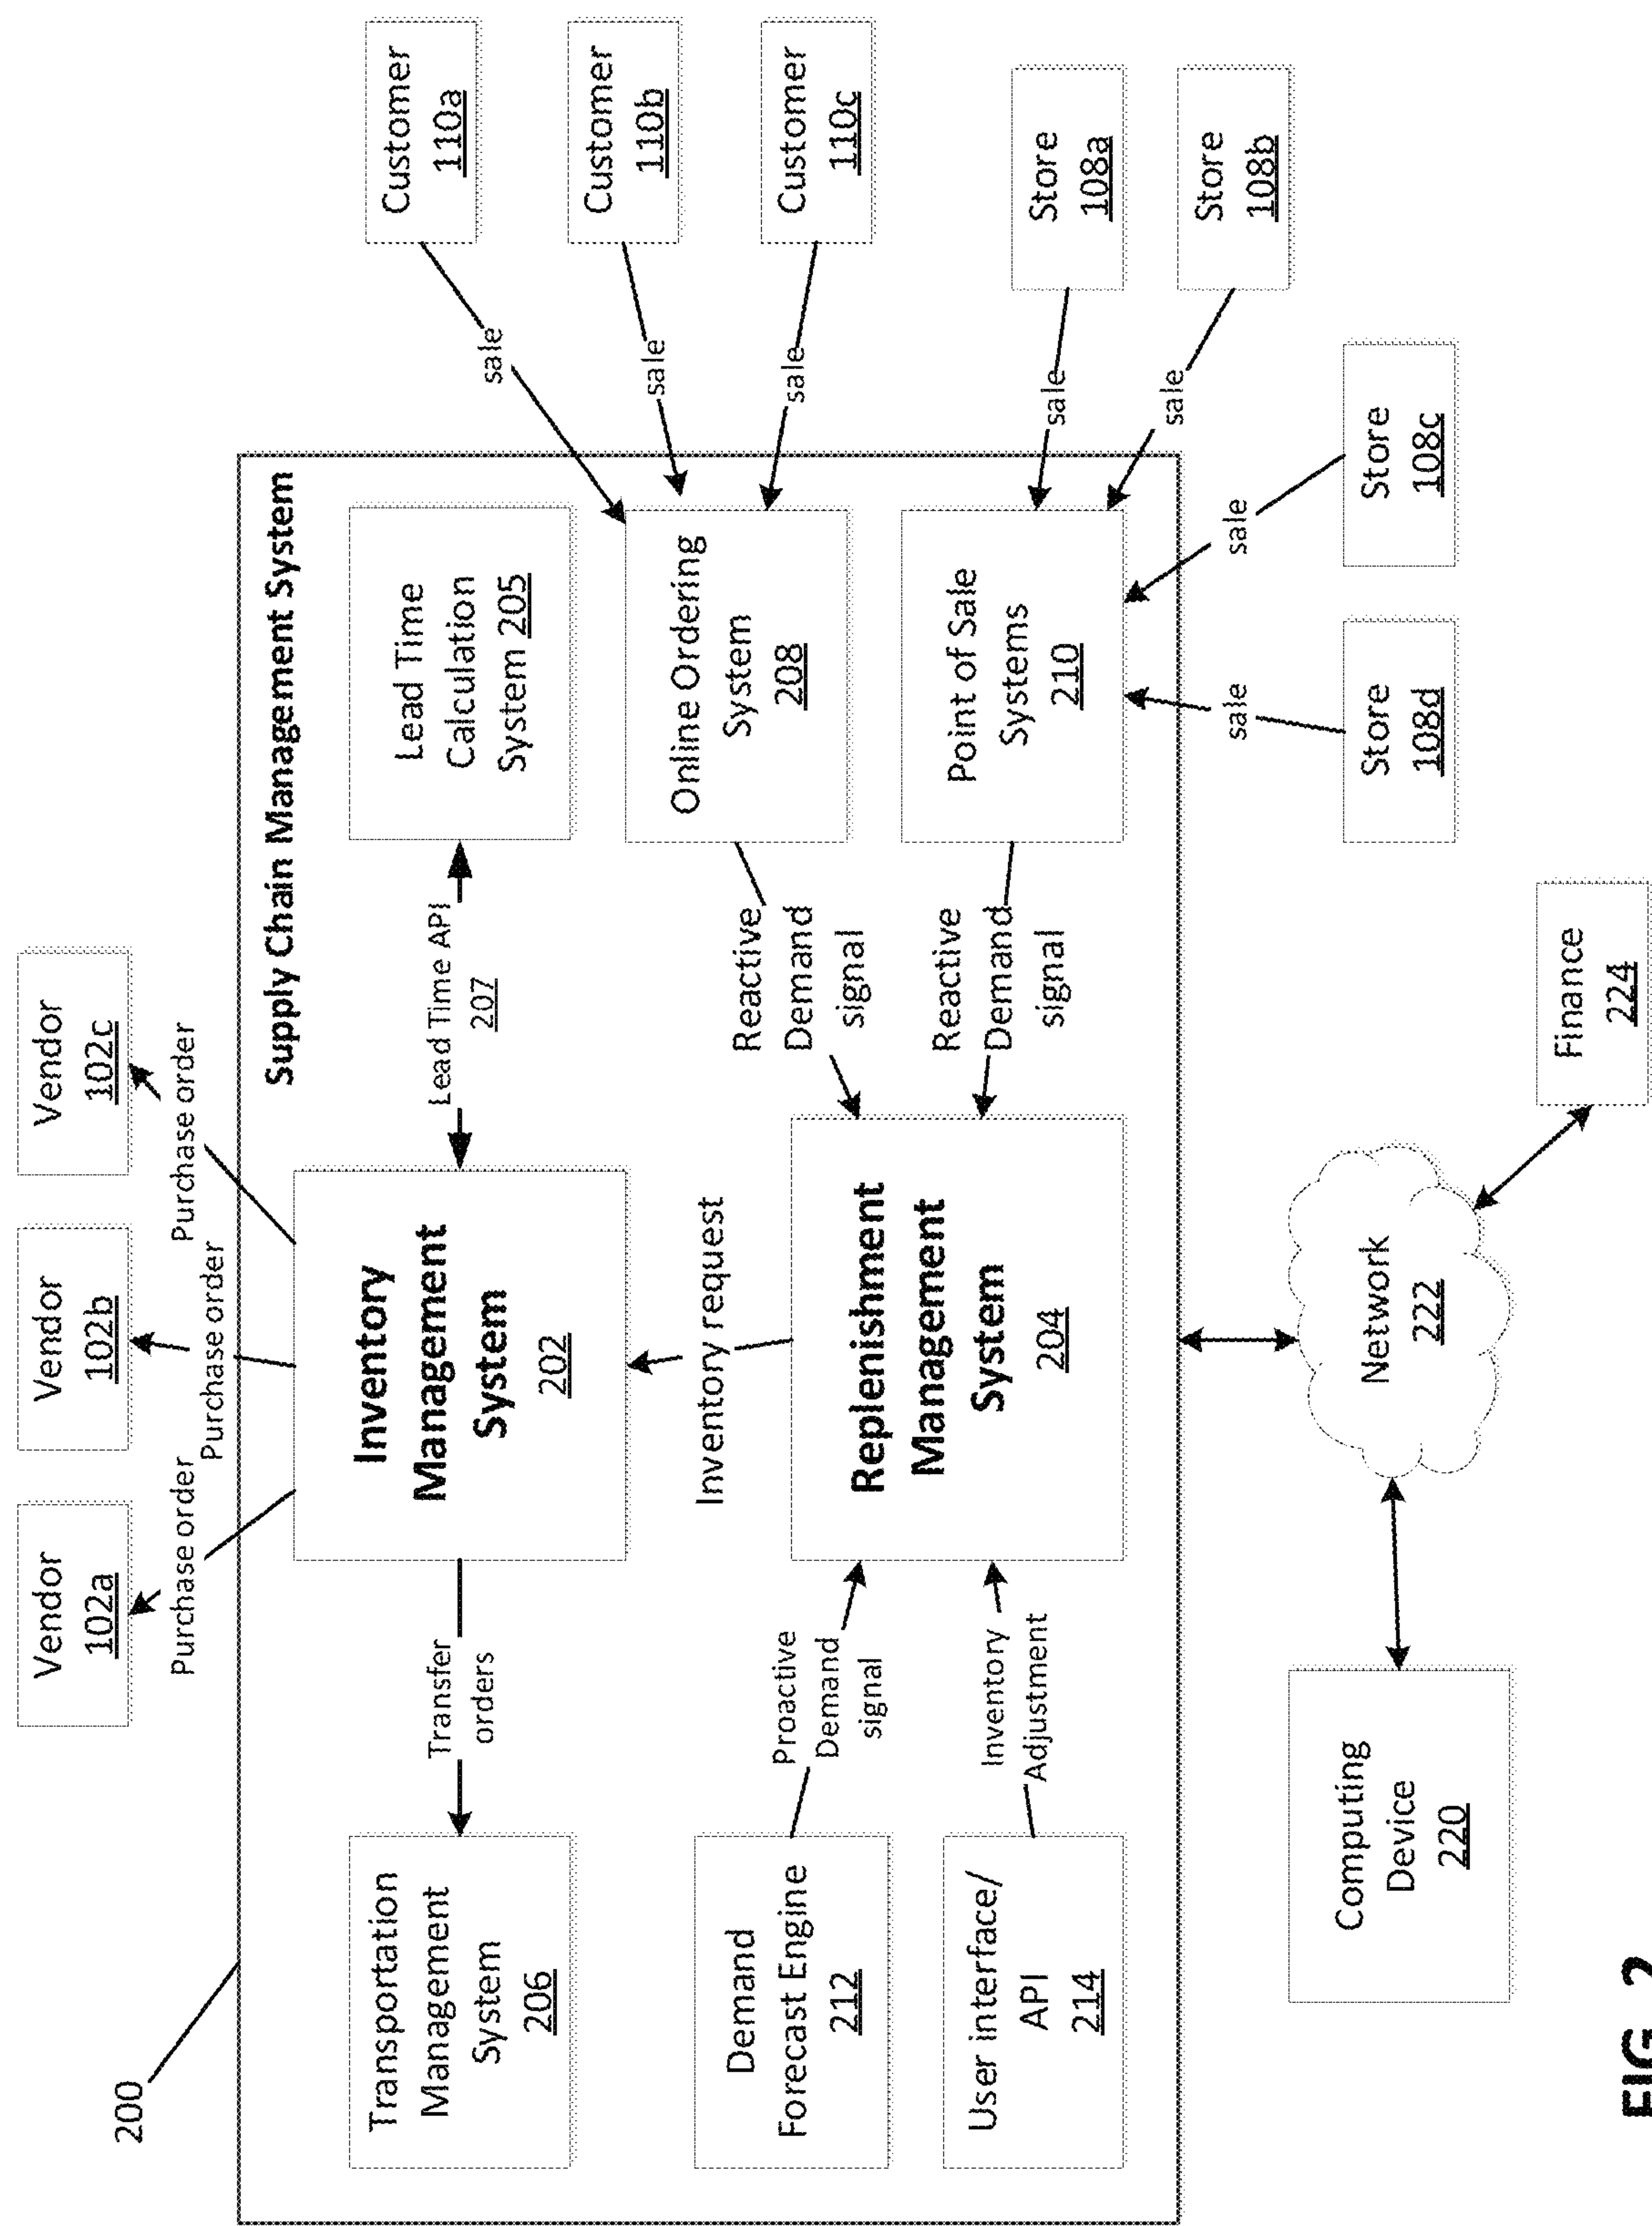 200
Vendor
102a
Vendor
102b
Vendor
102c
Purchase order
Purchase order
Purchase order
Supply Chain Management System
Transportation
Management
System
206
Transfer
orders
Inventory
Management
System
202
Lead Time API
207
Lead Time
Calculation
System 205
Customer
110a
sale
Customer
110b
sale
Customer
110c
sale
Inventory request
Online Ordering
System
208
Reactive
Demand
signal
Demand
Forecast Engine
212
Proactive
Demand
signal
Replenishment
Management
System
204
Reactive
Demand
signal
Point of Sale
Systems
210
Store
108a
sale
Store
108b
sale
User interface/
API
214
Inventory
Adjustment
sale
sale
Store
108d
Store
108c
Computing
Device
220
Network
222
Finance
224
FIG. 2